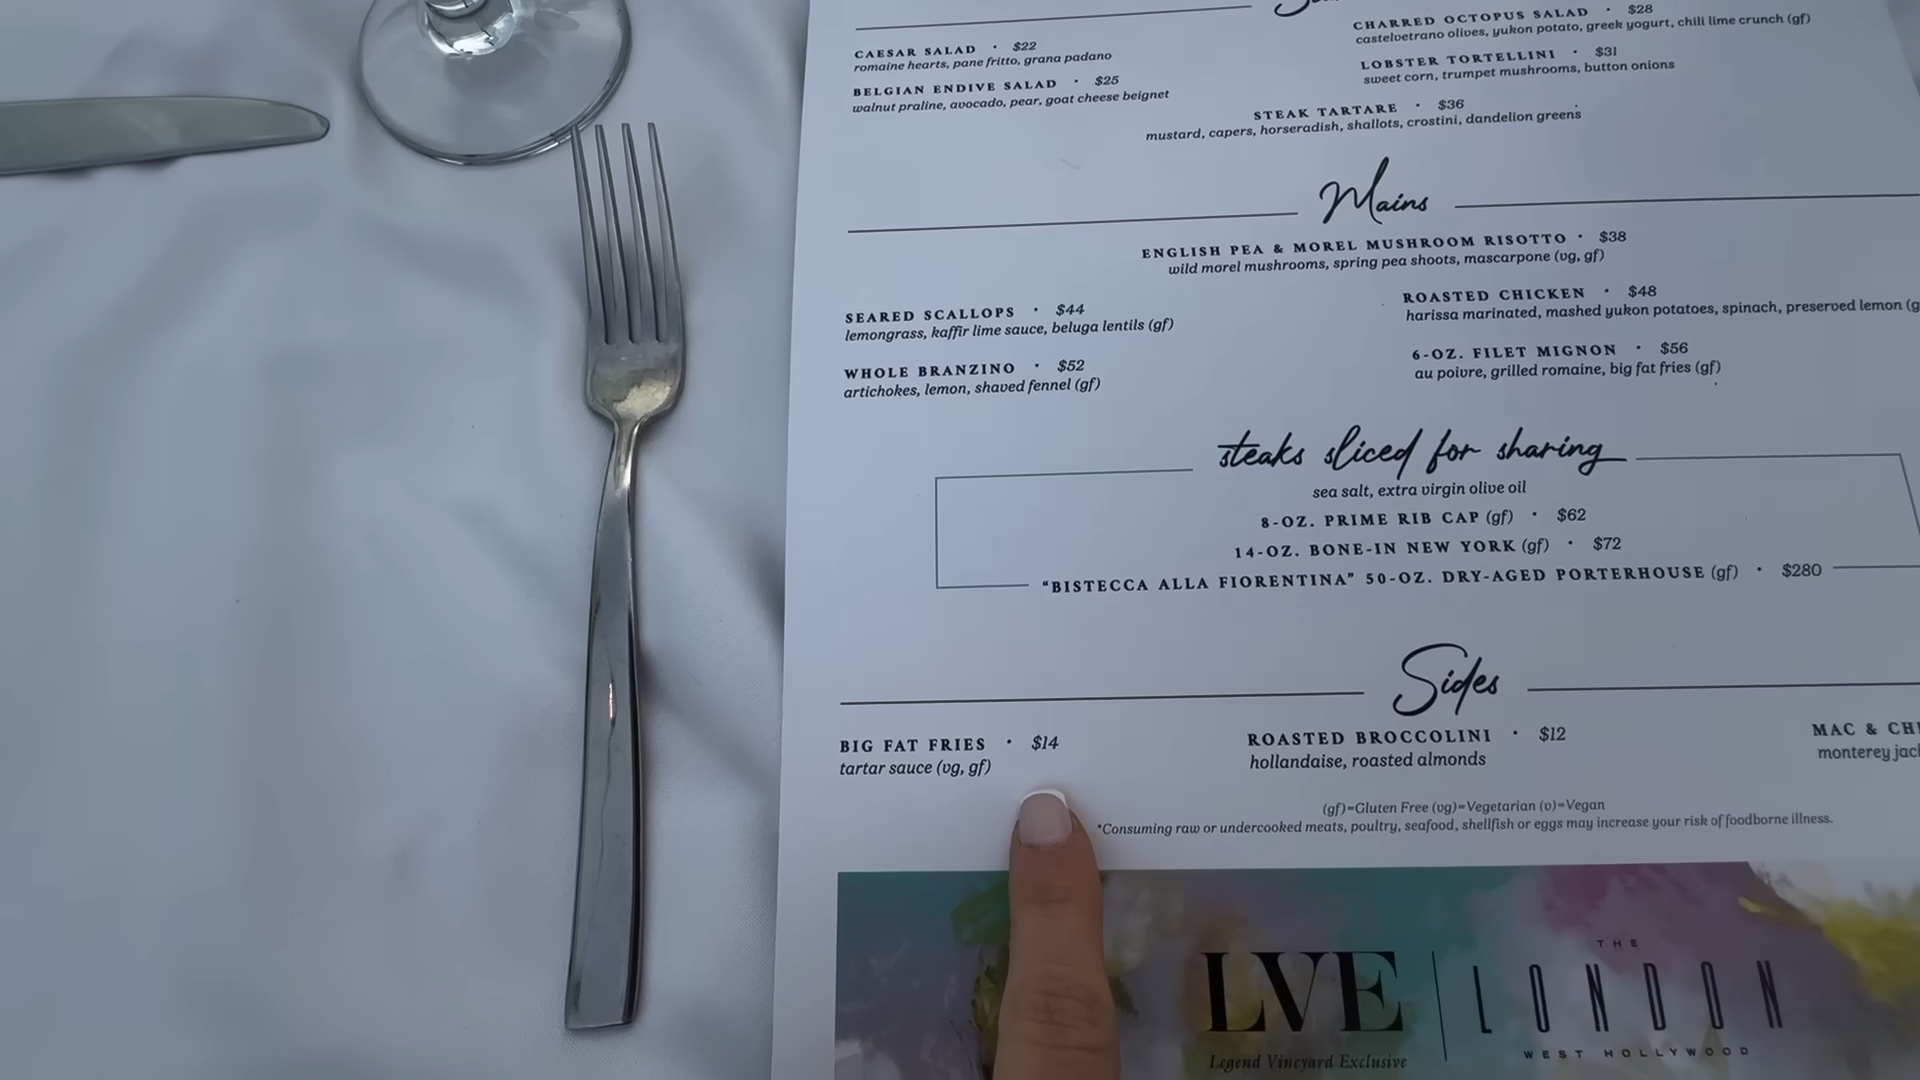 CAESAR SALAD • $22
romaine hearts, pane fritto, grana padano
BELGIAN ENDIVE SALAD • $25
walnut praline, avocado, pear, goat cheese beignet
CHARRED OCTOPUS SALAD • $28
castelvetrano olives, yukon potato, greek yogurt, chili lime crunch (gf)
LOBSTER TORTELLINI • $31
sweet corn, trumpet mushrooms, button onions
STEAK TARTARE • $36
mustard, capers, horseradish, shallots, crostini, dandelion greens
Mains
ENGLISH PEA & MOREL MUSHROOM RISOTTO • $38
wild morel mushrooms, spring pea shoots, mascarpone (vg, gf)
SEARED SCALLOPS • $44
lemongrass, kaffir lime sauce, beluga lentils (gf)
WHOLE BRANZINO • $52
artichokes, lemon, shaved fennel (gf)
ROASTED CHICKEN • $48
harissa marinated, mashed yukon potatoes, spinach, preserved lemon (g
6-OZ. FILET MIGNON • $56
au poivre, grilled romaine, big fat fries (gf)
steaks sliced for sharing
sea salt, extra virgin olive oil
8-OZ. PRIME RIB CAP (gf) • $62
14-OZ. BONE-IN NEW YORK (gf) • $72
"BISTECCA ALLA FIORENTINA" 50-OZ. DRY-AGED PORTERHOUSE (gf) • $280
Sides
BIG FAT FRIES • $14
tartar sauce (vg, gf)
ROASTED BROCCOLINI • $12
hollandaise, roasted almonds
MAC & CH
monterey jac
(gf)=Gluten Free (vg)=Vegetarian (v)=Vegan
*Consuming raw or undercooked meats, poultry, seafood, shellfish or eggs may increase your risk of foodborne illness.
LVE
Legend Vineyard Exclusive
THE
LONDON
WEST HOLLYWOOD